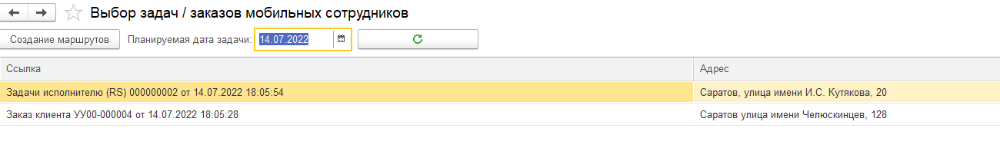 Выбор задач / заказов мобильных сотрудников
Создание маршрутов Планируемая дата задачи: 14.07.2022
Ссылка Адрес
Задачи исполнителю (RS) 000000002 от 14.07.2022 18:05:54 Саратов, улица имени И.С. Кутякова, 20
Заказ клиента УУ00-000004 от 14.07.2022 18:05:28 Саратов улица имени Челюскинцев, 128